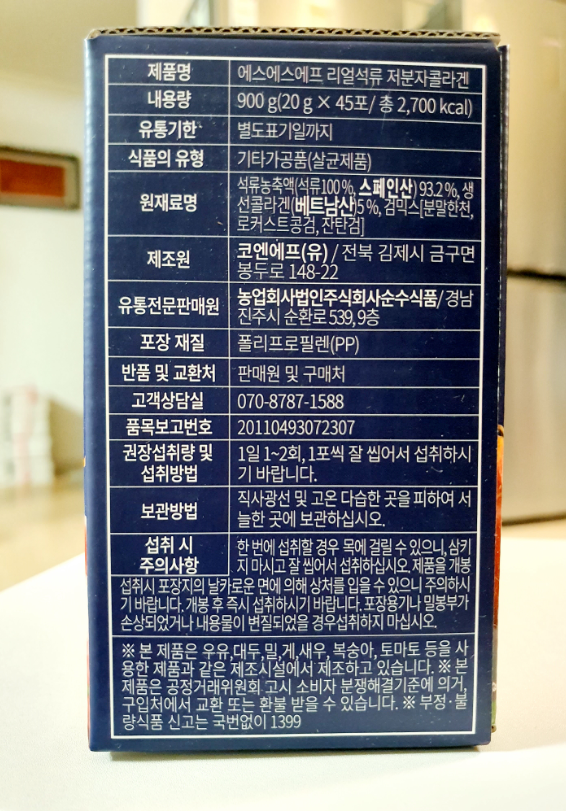 제품명 에스에스에프 리얼석류 저분자콜라겐
내용량 900 g(20 g × 45포/ 총 2,700 kcal)
유통기한 별도표기일까지
식품의 유형 기타가공품(살균제품)
원재료명 석류농축액(석류100%, 스페인산) 93.2%, 생
선콜라겐(베트남산)5%, 검믹스[분말한천,
로커스트콩검, 잔탄검]
제조원 코엔에프(유) / 전북 김제시 금구면
봉두로 148-22
유통전문판매원 농업회사법인주식회사순수식품/ 경남
진주시 순환로 539, 9층
포장 재질 폴리프로필렌(PP)
반품 및 교환처 판매원 및 구매처
고객상담실 070-8787-1588
품목보고번호 20110493072307
권장섭취량 및 섭취방법 1일 1~2회, 1포씩 잘 씹어서 섭취하시
기 바랍니다.
보관방법 직사광선 및 고온 다습한 곳을 피하여 서
늘한 곳에 보관하십시오.
섭취 시 주의사항 한 번에 섭취할 경우 목에 걸릴 수 있으니, 삼키
지 마시고 잘 씹어서 섭취하십시오. 제품을 개봉
섭취시 포장지의 날카로운 면에 의해 상처를 입을 수 있으니 주의하시
기 바랍니다. 개봉 후 즉시 섭취하시기 바랍니다. 포장용기나 밀봉부가
손상되었거나 내용물이 변질되었을 경우섭취하지 마십시오.
※ 본 제품은 우유,대두,밀,게,새우, 복숭아, 토마토 등을 사
용한 제품과 같은 제조시설에서 제조하고 있습니다. ※ 본
제품은 공정거래위원회 고시 소비자 분쟁해결기준에 의거,
구입처에서 교환 또는 환불 받을 수 있습니다. ※ 부정·불
량식품 신고는 국번없이 1399